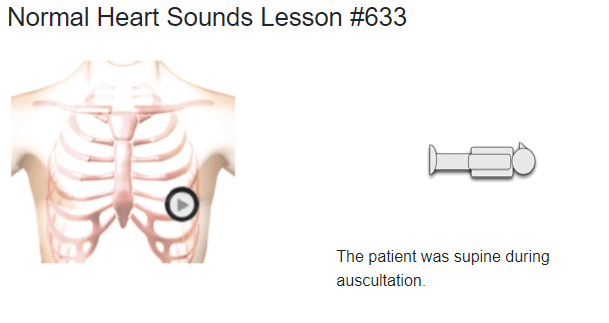 Normal Heart Sounds Lesson #633
The patient was supine during
auscultation.